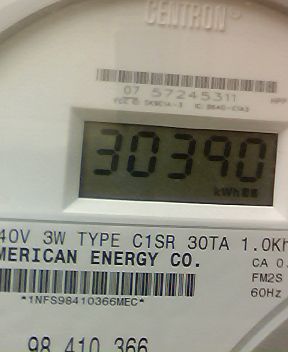 CENTRON®
07 57245311
30390
kWh
40V 3W TYPE C1SR 30TA 1.0Kh
MERICAN ENERGY CO.
CA 0.
FM2S
60Hz
*1NFS98410366MEC*
98 410 366